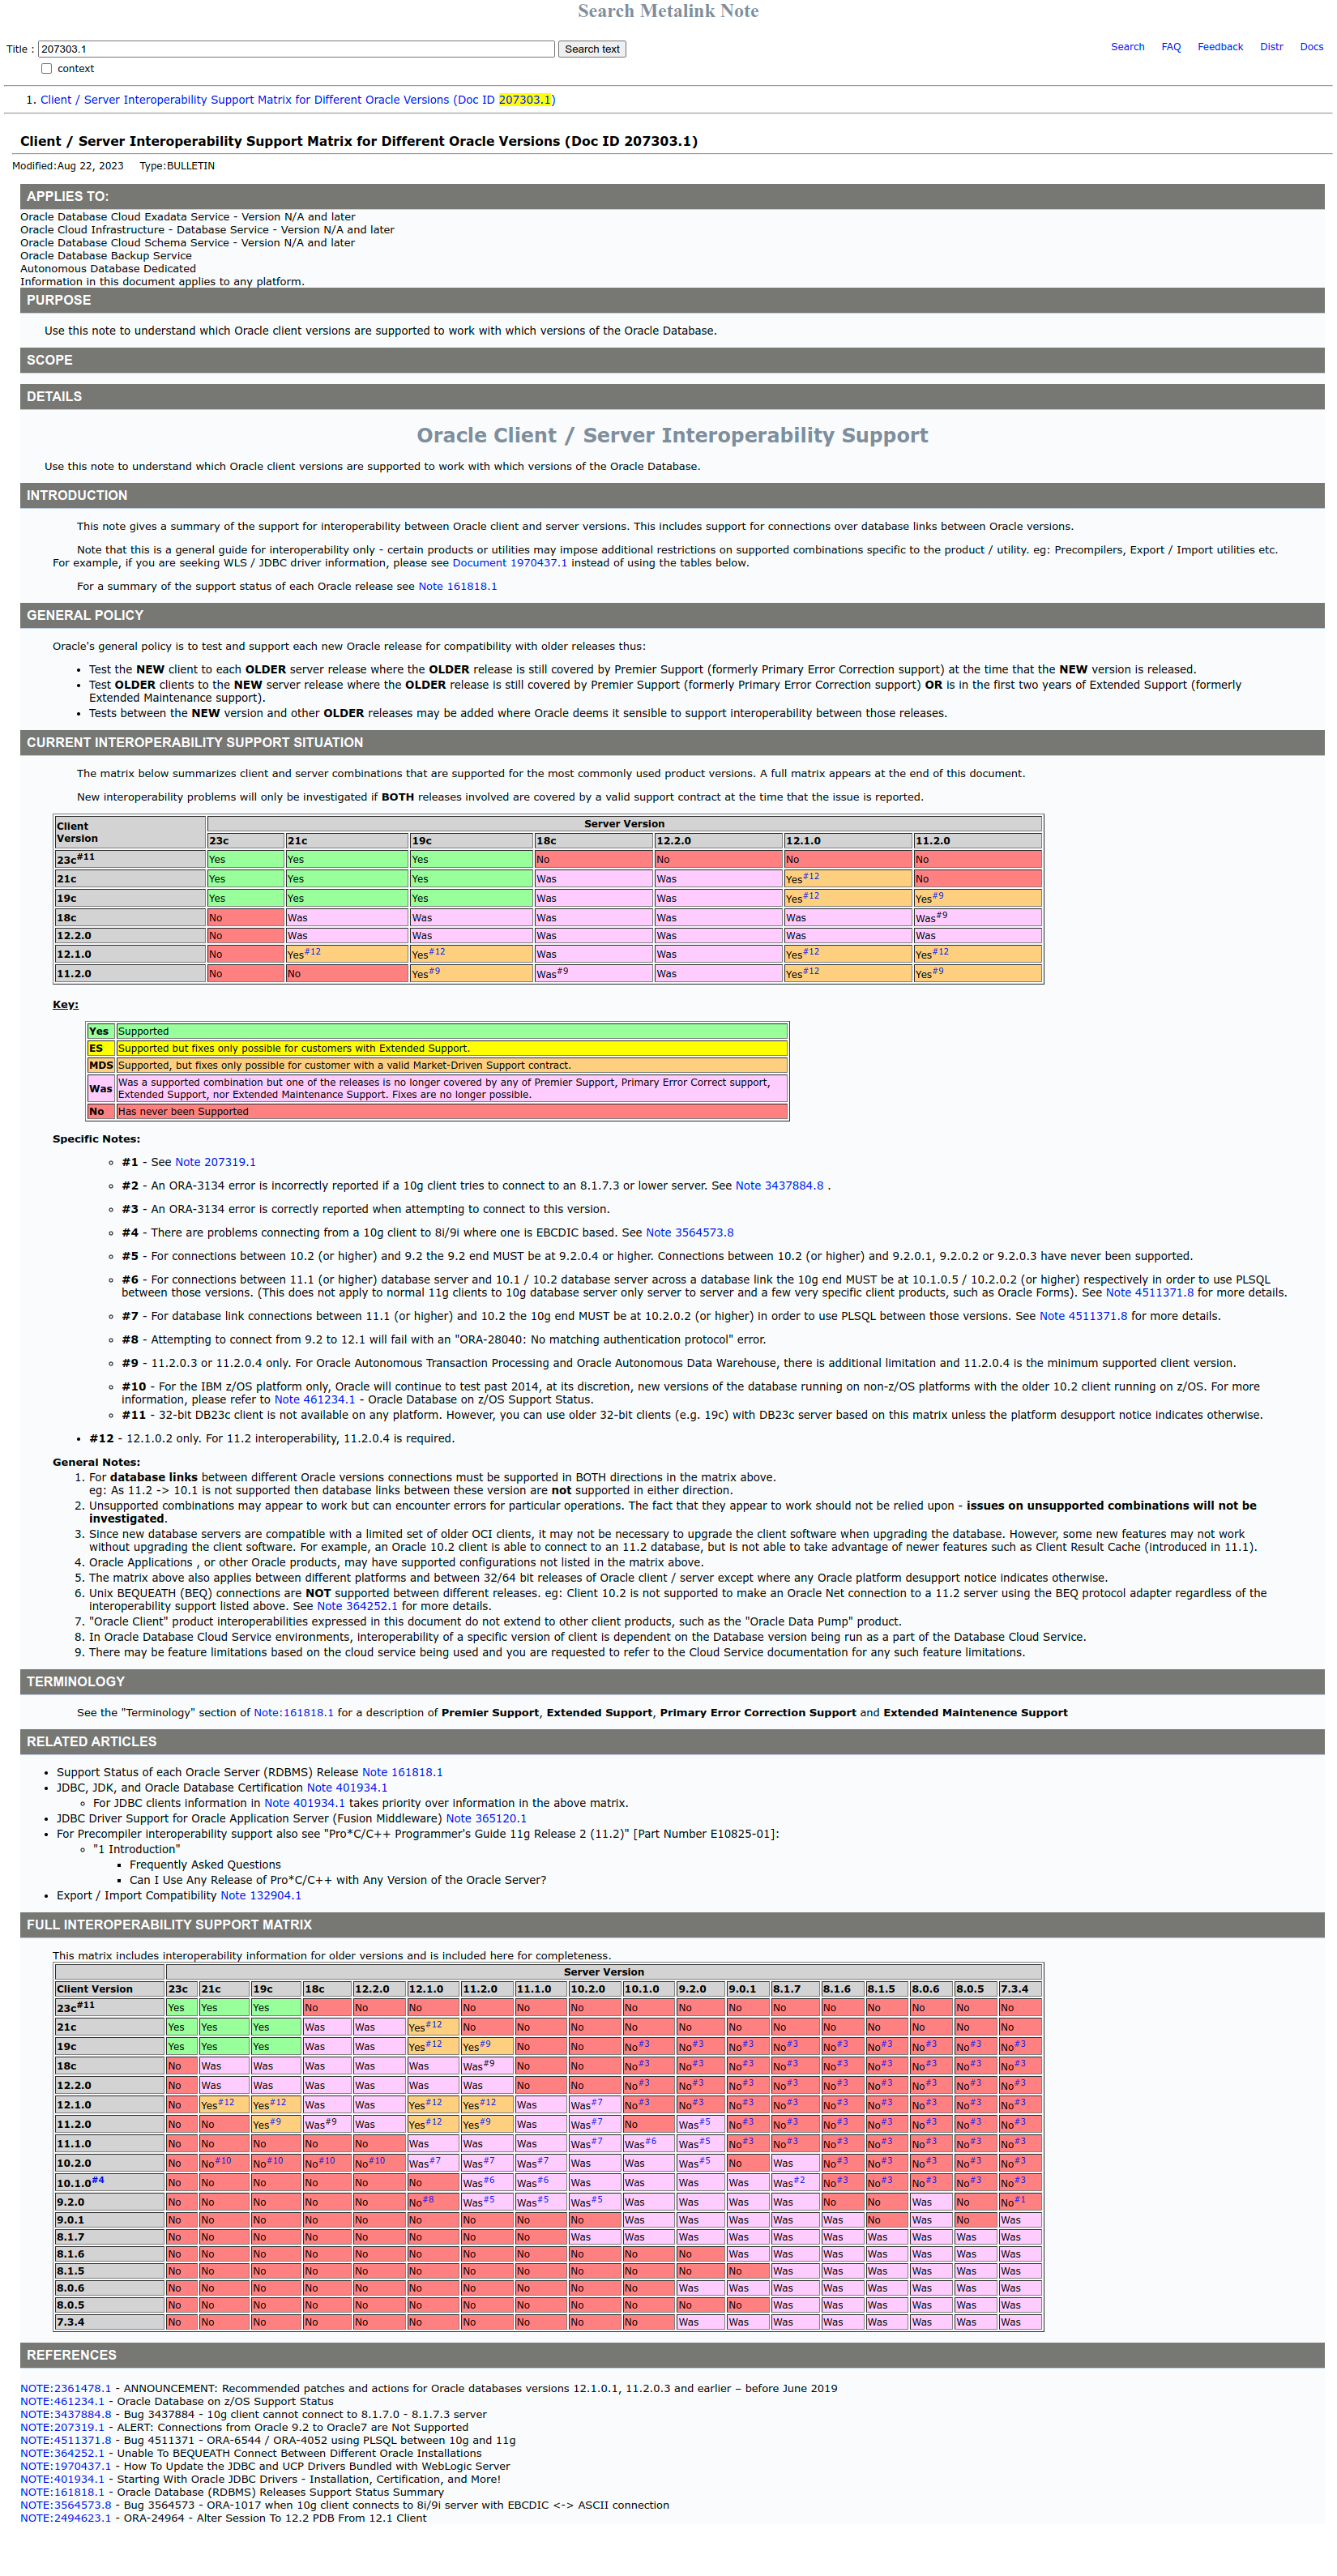 Search Metalink Note
Title : 207303.1 Search text
Search FAQ Feedback Distr Docs
context
1. Client / Server Interoperability Support Matrix for Different Oracle Versions (Doc ID 207303.1)
Client / Server Interoperability Support Matrix for Different Oracle Versions (Doc ID 207303.1)
Modified:Aug 22, 2023 Type:BULLETIN
APPLIES TO:
Oracle Database Cloud Exadata Service - Version N/A and later
Oracle Cloud Infrastructure - Database Service - Version N/A and later
Oracle Database Cloud Schema Service - Version N/A and later
Oracle Database Backup Service
Autonomous Database Dedicated
Information in this document applies to any platform.
PURPOSE
Use this note to understand which Oracle client versions are supported to work with which versions of the Oracle Database.
SCOPE
DETAILS
Oracle Client / Server Interoperability Support
Use this note to understand which Oracle client versions are supported to work with which versions of the Oracle Database.
INTRODUCTION
This note gives a summary of the support for interoperability between Oracle client and server versions. This includes support for connections over database links between Oracle versions.
Note that this is a general guide for interoperability only - certain products or utilities may impose additional restrictions on supported combinations specific to the product / utility. eg: Precompilers, Export / Import utilities etc.
For example, if you are seeking WLS / JDBC driver information, please see Document 1970437.1 instead of using the tables below.
For a summary of the support status of each Oracle release see Note 161818.1
GENERAL POLICY
Oracle's general policy is to test and support each new Oracle release for compatibility with older releases thus:
• Test the NEW client to each OLDER server release where the OLDER release is still covered by Premier Support (formerly Primary Error Correction support) at the time that the NEW version is released.
• Test OLDER clients to the NEW server release where the OLDER release is still covered by Premier Support (formerly Primary Error Correction support) OR is in the first two years of Extended Support (formerly
Extended Maintenance support).
• Tests between the NEW version and other OLDER releases may be added where Oracle deems it sensible to support interoperability between those releases.
CURRENT INTEROPERABILITY SUPPORT SITUATION
The matrix below summarizes client and server combinations that are supported for the most commonly used product versions. A full matrix appears at the end of this document.
New interoperability problems will only be investigated if BOTH releases involved are covered by a valid support contract at the time that the issue is reported.
Client Version Server Version
23c 21c 19c 18c 12.2.0 12.1.0 11.2.0
23c#11 Yes Yes Yes No No No No
21c Yes Yes Yes Was Was Yes#12 No
19c Yes Yes Yes Was Was Yes#12 Yes#9
18c No Was Was Was Was Was Was#9
12.2.0 No Was Was Was Was Was Was
12.1.0 No Yes#12 Yes#12 Was Was Yes#12 Yes#12
11.2.0 No No Yes#9 Was#9 Was Yes#12 Yes#9
Key:
Yes Supported
ES Supported but fixes only possible for customers with Extended Support.
MDS Supported, but fixes only possible for customer with a valid Market-Driven Support contract.
Was Was a supported combination but one of the releases is no longer covered by any of Premier Support, Primary Error Correct support,
Extended Support, nor Extended Maintenance Support. Fixes are no longer possible.
No Has never been Supported
Specific Notes:
#1 - See Note 207319.1
#2 - An ORA-3134 error is incorrectly reported if a 10g client tries to connect to an 8.1.7.3 or lower server. See Note 3437884.8 .
#3 - An ORA-3134 error is correctly reported when attempting to connect to this version.
#4 - There are problems connecting from a 10g client to 8i/9i where one is EBCDIC based. See Note 3564573.8
#5 - For connections between 10.2 (or higher) and 9.2 the 9.2 end MUST be at 9.2.0.4 or higher. Connections between 10.2 (or higher) and 9.2.0.1, 9.2.0.2 or 9.2.0.3 have never been supported.
#6 - For connections between 11.1 (or higher) database server and 10.1 / 10.2 database server across a database link the 10g end MUST be at 10.1.0.5 / 10.2.0.2 (or higher) respectively in order to use PLSQL
between those versions. (This does not apply to normal 11g clients to 10g database server only server to server and a few very specific client products, such as Oracle Forms). See Note 4511371.8 for more details.
#7 - For database link connections between 11.1 (or higher) and 10.2 the 10g end MUST be at 10.2.0.2 (or higher) in order to use PLSQL between those versions. See Note 4511371.8 for more details.
#8 - Attempting to connect from 9.2 to 12.1 will fail with an "ORA-28040: No matching authentication protocol" error.
#9 - 11.2.0.3 or 11.2.0.4 only. For Oracle Autonomous Transaction Processing and Oracle Autonomous Data Warehouse, there is additional limitation and 11.2.0.4 is the minimum supported client version.
#10 - For the IBM z/OS platform only, Oracle will continue to test past 2014, at its discretion, new versions of the database running on non-z/OS platforms with the older 10.2 client running on z/OS. For more
information, please refer to Note 461234.1 - Oracle Database on z/OS Support Status.
#11 - 32-bit DB23c client is not available on any platform. However, you can use older 32-bit clients (e.g. 19c) with DB23c server based on this matrix unless the platform desupport notice indicates otherwise.
#12 - 12.1.0.2 only. For 11.2 interoperability, 11.2.0.4 is required.
General Notes:
1. For database links between different Oracle versions connections must be supported in BOTH directions in the matrix above.
eg: As 11.2 -> 10.1 is not supported then database links between these version are not supported in either direction.
2. Unsupported combinations may appear to work but can encounter errors for particular operations. The fact that they appear to work should not be relied upon - issues on unsupported combinations will not be
investigated.
3. Since new database servers are compatible with a limited set of older OCI clients, it may not be necessary to upgrade the client software when upgrading the database. However, some new features may not work
without upgrading the client software. For example, an Oracle 10.2 client is able to connect to an 11.2 database, but is not able to take advantage of newer features such as Client Result Cache (introduced in 11.1).
4. Oracle Applications , or other Oracle products, may have supported configurations not listed in the matrix above.
5. The matrix above also applies between different platforms and between 32/64 bit releases of Oracle client / server except where any Oracle platform desupport notice indicates otherwise.
6. Unix BEQUEATH (BEQ) connections are NOT supported between different releases. eg: Client 10.2 is not supported to make an Oracle Net connection to a 11.2 server using the BEQ protocol adapter regardless of the
interoperability support listed above. See Note 364252.1 for more details.
7. "Oracle Client" product interoperabilities expressed in this document do not extend to other client products, such as the "Oracle Data Pump" product.
8. In Oracle Database Cloud Service environments, interoperability of a specific version of client is dependent on the Database version being run as a part of the Database Cloud Service.
9. There may be feature limitations based on the cloud service being used and you are requested to refer to the Cloud Service documentation for any such feature limitations.
TERMINOLOGY
See the "Terminology" section of Note:161818.1 for a description of Premier Support, Extended Support, Primary Error Correction Support and Extended Maintenence Support
RELATED ARTICLES
• Support Status of each Oracle Server (RDBMS) Release Note 161818.1
• JDBC, JDK, and Oracle Database Certification Note 401934.1
For JDBC clients information in Note 401934.1 takes priority over information in the above matrix.
• JDBC Driver Support for Oracle Application Server (Fusion Middleware) Note 365120.1
• For Precompiler interoperability support also see "Pro*C/C++ Programmer's Guide 11g Release 2 (11.2)" [Part Number E10825-01]:
"1 Introduction"
Frequently Asked Questions
Can I Use Any Release of Pro*C/C++ with Any Version of the Oracle Server?
• Export / Import Compatibility Note 132904.1
FULL INTEROPERABILITY SUPPORT MATRIX
This matrix includes interoperability information for older versions and is included here for completeness.
Server Version
Client Version 23c 21c 19c 18c 12.2.0 12.1.0 11.2.0 11.1.0 10.2.0 10.1.0 9.2.0 9.0.1 8.1.7 8.1.6 8.1.5 8.0.6 8.0.5 7.3.4
23c#11 Yes Yes Yes No No No No No No No No No No No No No No No
21c Yes Yes Yes Was Was Yes#12 No No No No No No No No No No No No
19c Yes Yes Yes Was Was Yes#12 Yes#9 No No No#3 No#3 No#3 No#3 No#3 No#3 No#3 No#3 No#3
18c No Was Was Was Was Was Was#9 No No No#3 No#3 No#3 No#3 No#3 No#3 No#3 No#3 No#3
12.2.0 No Was Was Was Was Was Was No No No#3 No#3 No#3 No#3 No#3 No#3 No#3 No#3 No#3
12.1.0 No Yes#12 Yes#12 Was Was Yes#12 Yes#12 Was Was#7 No#3 No#3 No#3 No#3 No#3 No#3 No#3 No#3 No#3
11.2.0 No No Yes#9 Was#9 Was Yes#12 Yes#9 Was Was#7 No Was#5 No#3 No#3 No#3 No#3 No#3 No#3 No#3
11.1.0 No No No No No Was Was Was Was#7 Was#6 Was#5 No#3 No#3 No#3 No#3 No#3 No#3 No#3
10.2.0 No No#10 No#10 No#10 No#10 Was#7 Was#7 Was#7 Was Was Was#5 No Was No#3 No#3 No#3 No#3 No#3
10.1.0#4 No No No No No No Was#6 Was#6 Was Was Was Was Was#2 No#3 No#3 No#3 No#3 No#3
9.2.0 No No No No No No#8 Was#5 Was#5 Was#5 Was Was Was Was No No Was No No#1
9.0.1 No No No No No No No No No Was Was Was Was Was No Was No Was
8.1.7 No No No No No No No No Was Was Was Was Was Was Was Was Was Was
8.1.6 No No No No No No No No No No No Was Was Was Was Was Was Was
8.1.5 No No No No No No No No No No No No Was Was Was Was Was Was
8.0.6 No No No No No No No No No No Was Was Was Was Was Was Was Was
8.0.5 No No No No No No No No No No No No Was Was Was Was Was Was
7.3.4 No No No No No No No No No No Was Was Was Was Was Was Was Was
REFERENCES
NOTE:2361478.1 - ANNOUNCEMENT: Recommended patches and actions for Oracle databases versions 12.1.0.1, 11.2.0.3 and earlier – before June 2019
NOTE:461234.1 - Oracle Database on z/OS Support Status
NOTE:3437884.8 - Bug 3437884 - 10g client cannot connect to 8.1.7.0 - 8.1.7.3 server
NOTE:207319.1 - ALERT: Connections from Oracle 9.2 to Oracle7 are Not Supported
NOTE:4511371.8 - Bug 4511371 - ORA-6544 / ORA-4052 using PLSQL between 10g and 11g
NOTE:364252.1 - Unable To BEQUEATH Connect Between Different Oracle Installations
NOTE:1970437.1 - How To Update the JDBC and UCP Drivers Bundled with WebLogic Server
NOTE:401934.1 - Starting With Oracle JDBC Drivers - Installation, Certification, and More!
NOTE:161818.1 - Oracle Database (RDBMS) Releases Support Status Summary
NOTE:3564573.8 - Bug 3564573 - ORA-1017 when 10g client connects to 8i/9i server with EBCDIC <-> ASCII connection
NOTE:2494623.1 - ORA-24964 - Alter Session To 12.2 PDB From 12.1 Client